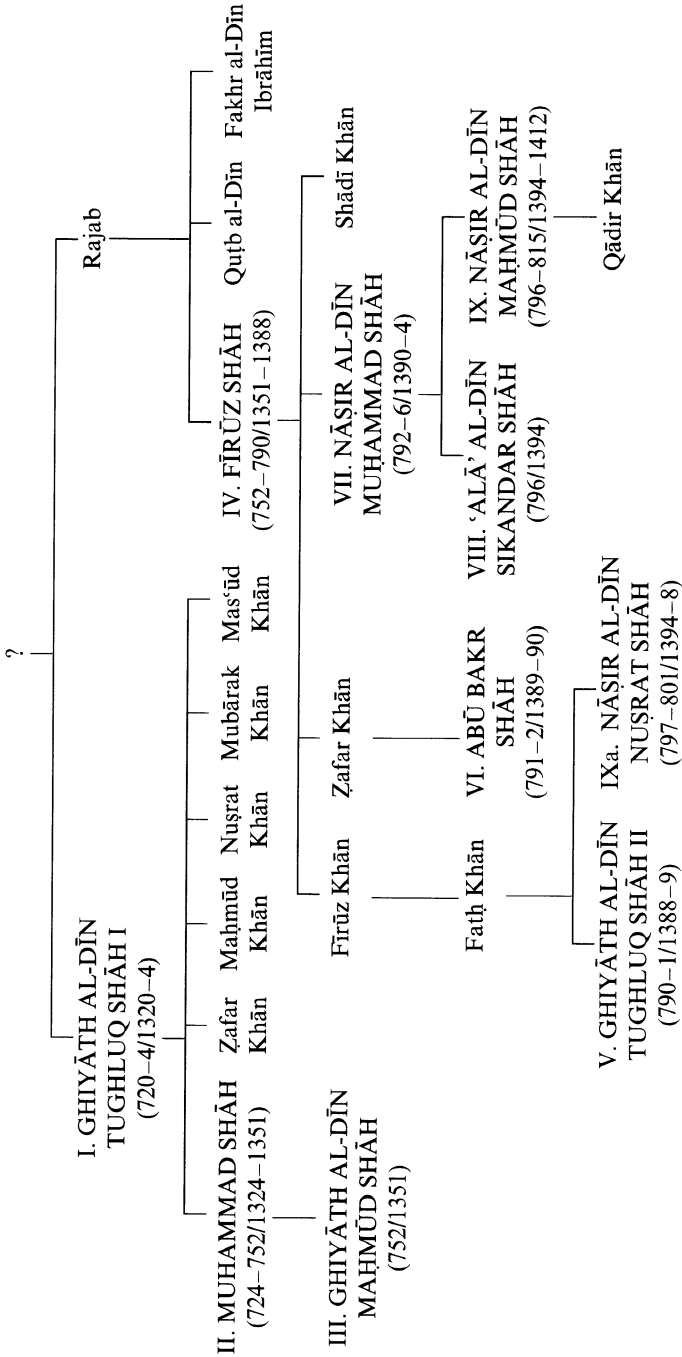 ?
I. GHIYĀTH AL-DĪN
TUGHLUQ SHĀH I
(720–4/1320–4)
Rajab
II. MUḤAMMAD SHĀH
(724–752/1324–1351)
Ẓafar
Khān
Maḥmūd
Khān
Nuṣrat
Khān
Mubārak
Khān
Masʿūd
Khān
IV. FĪRŪZ SHĀH
(752–790/1351–1388)
Quṭb al-Dīn
Fakhr al-Dīn
Ibrāhīm
III. GHIYĀTH AL-DĪN
MAḤMŪD SHĀH
(752/1351)
Fīrūz Khān
Ẓafar Khān
VII. NĀṢIR AL-DĪN
MUḤAMMAD SHĀH
(792–6/1390–4)
Shādī Khān
Fatḥ Khān
VI. ABŪ BAKR
SHĀH
(791–2/1389–90)
VIII. ʿALĀʾ AL-DĪN
SIKANDAR SHĀH
(796/1394)
IX. NĀṢIR AL-DĪN
MAḤMŪD SHĀH
(796–815/1394–1412)
V. GHIYĀTH AL-DĪN
TUGHLUQ SHĀH II
(790–1/1388–9)
IXa. NĀṢIR AL-DĪN
NUṢRAT SHĀH
(797–801/1394–8)
Qādir Khān